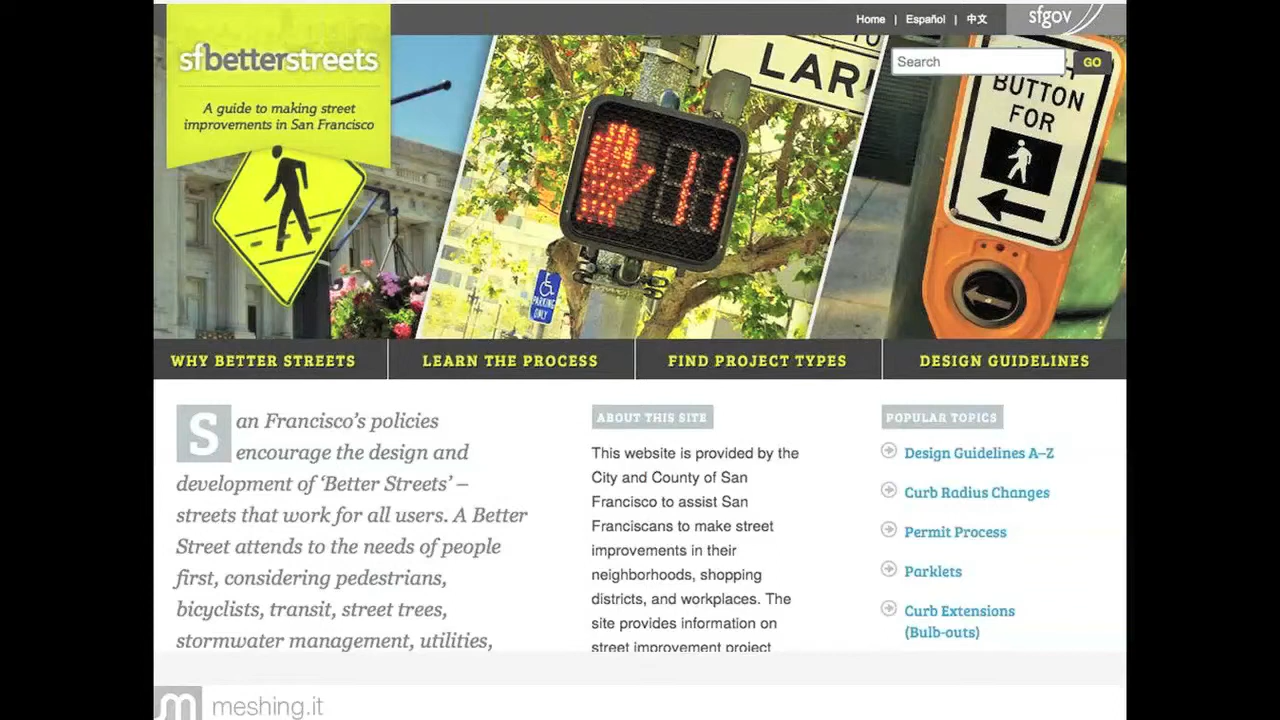 Home | Español | 中文
sfgov
sfbetterstreets
A guide to making street
improvements in San Francisco
Search
GO
LAR
BUTTON
FOR
11
PARKING
ONLY
WHY BETTER STREETS
LEARN THE PROCESS
FIND PROJECT TYPES
DESIGN GUIDELINES
San Francisco's policies
encourage the design and
development of 'Better Streets' –
streets that work for all users. A Better
Street attends to the needs of people
first, considering pedestrians,
bicyclists, transit, street trees,
stormwater management, utilities,
ABOUT THIS SITE
This website is provided by the
City and County of San
Francisco to assist San
Franciscans to make street
improvements in their
neighborhoods, shopping
districts, and workplaces. The
site provides information on
street improvement project
POPULAR TOPICS
Design Guidelines A–Z
Curb Radius Changes
Permit Process
Parklets
Curb Extensions
(Bulb-outs)
m meshing.it